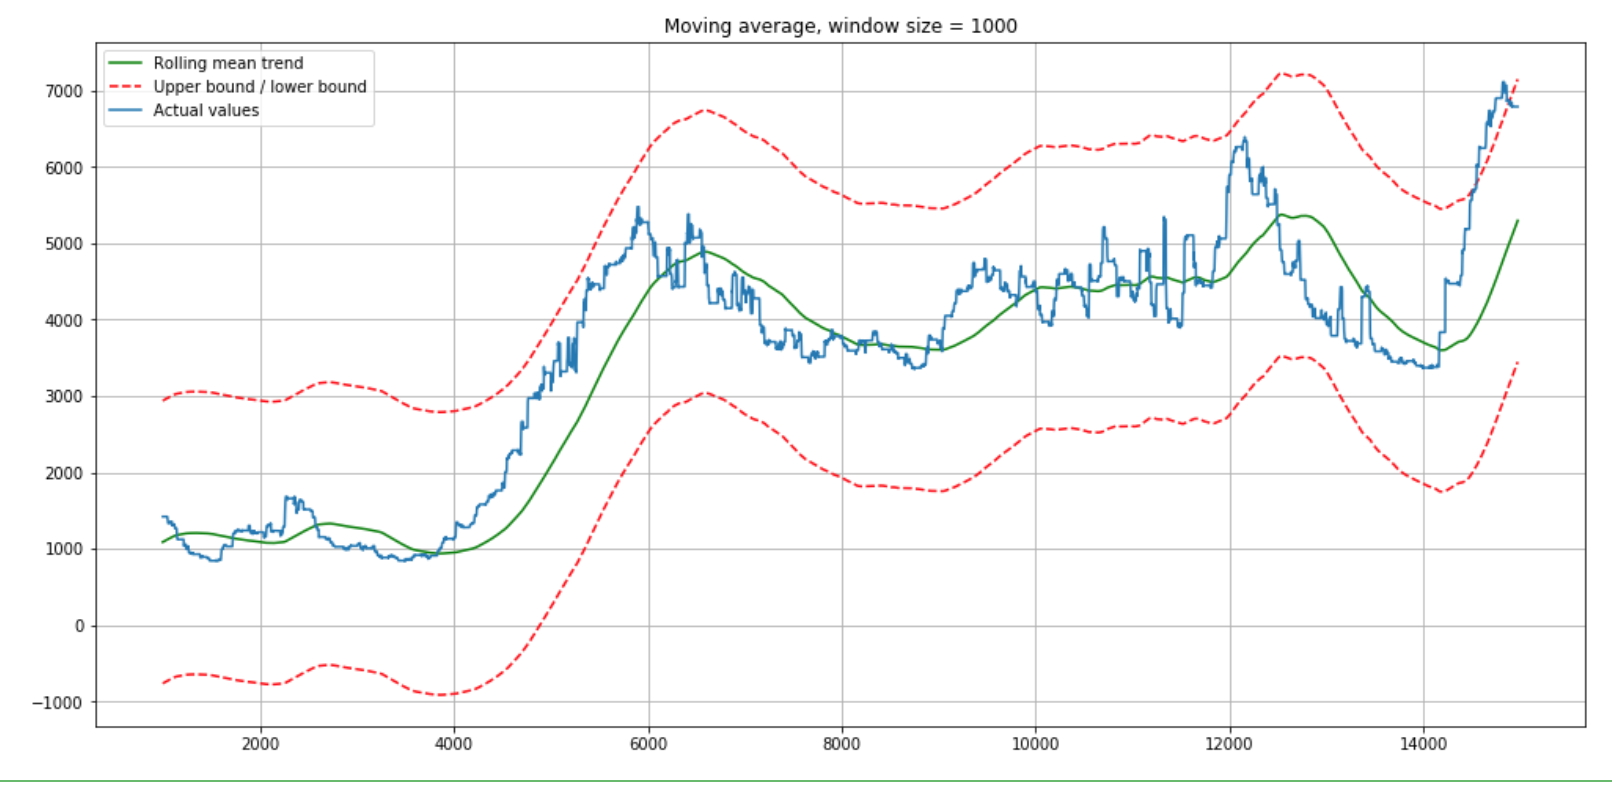 Moving average, window size = 1000
Rolling mean trend
Upper bound / lower bound
Actual values
7000
6000
5000
4000
3000
2000
1000
0
−1000
2000 4000 6000 8000 10000 12000 14000